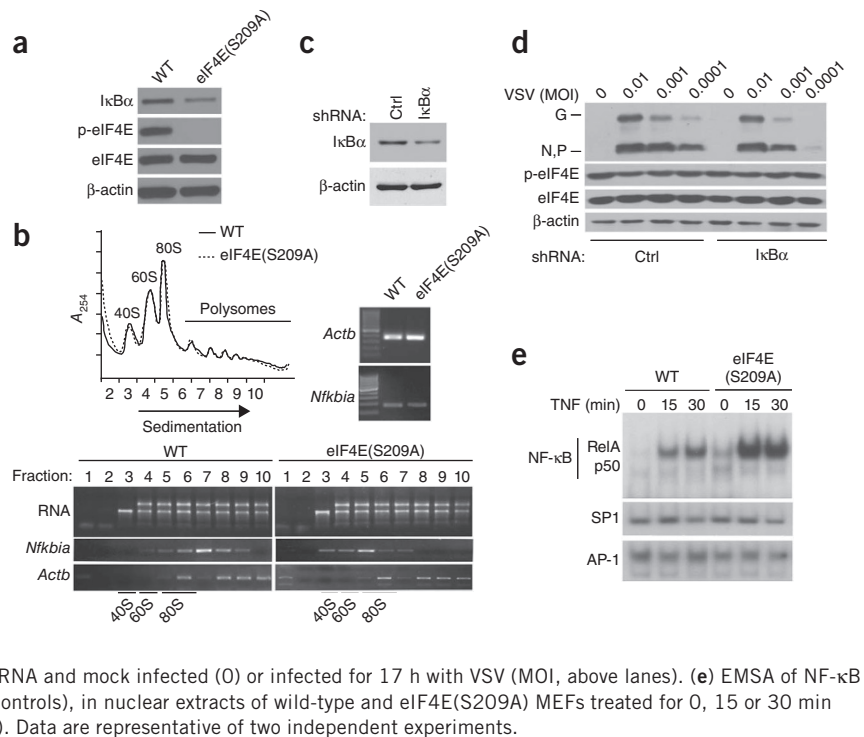 a
WT
eIF4E(S209A)
IκBα
p-eIF4E
eIF4E
β-actin
c
shRNA:
Ctrl
IκBα
IκBα
β-actin
d
VSV (MOI)
0 0.01 0.001 0.0001 0 0.01 0.001 0.0001
G
N,P
p-eIF4E
eIF4E
β-actin
shRNA: Ctrl IκBα
b
WT
eIF4E(S209A)
A254
40S
60S
80S
Polysomes
2 3 4 5 6 7 8 9 10
Sedimentation
WT
eIF4E(S209A)
Actb
Nfkbia
WT eIF4E(S209A)
Fraction: 1 2 3 4 5 6 7 8 9 10 1 2 3 4 5 6 7 8 9 10
RNA
Nfkbia
Actb
40S 60S 80S 40S 60S 80S
e
WT eIF4E (S209A)
TNF (min) 0 15 30 0 15 30
NF-κB
RelA
p50
SP1
AP-1
RNA and mock infected (0) or infected for 17 h with VSV (MOI, above lanes). (e) EMSA of NF-κB
ontrols), in nuclear extracts of wild-type and eIF4E(S209A) MEFs treated for 0, 15 or 30 min
). Data are representative of two independent experiments.